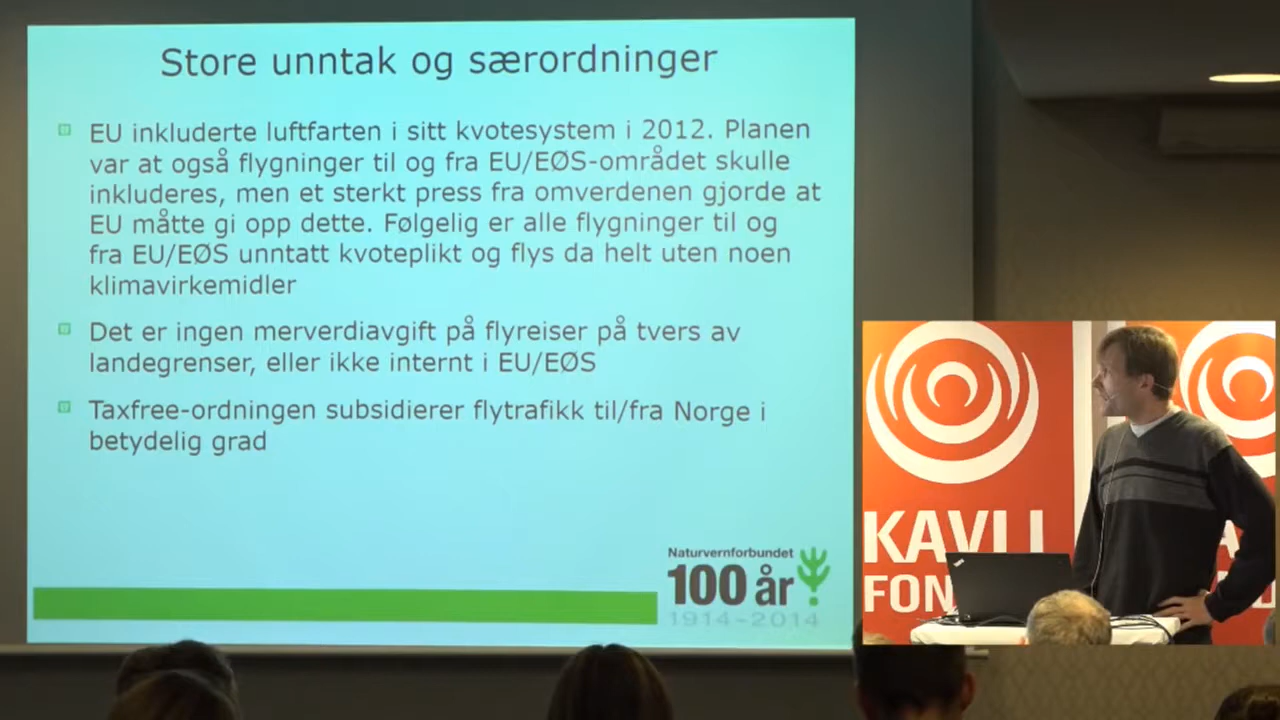 Store unntak og særordninger
EU inkluderte luftfarten i sitt kvotesystem i 2012. Planen
var at også flygninger til og fra EU/EØS-området skulle
inkluderes, men et sterkt press fra omverdenen gjorde at
EU måtte gi opp dette. Følgelig er alle flygninger til og
fra EU/EØS unntatt kvoteplikt og flys da helt uten noen
klimavirkemidler
Det er ingen merverdiavgift på flyreiser på tvers av
landegrenser, eller ikke internt i EU/EØS
Taxfree-ordningen subsidierer flytrafikk til/fra Norge i
betydelig grad
Naturvernforbundet
100 år
1914-2014
KAVLI
FON